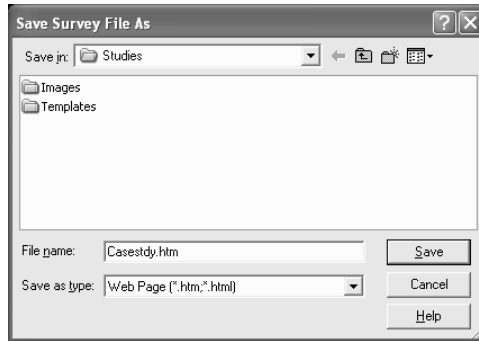 Save Survey File As
Save in: Studies
Images
Templates
File name: Casestdy.htm Save
Save as type: Web Page (*.htm;*.html) Cancel
Help